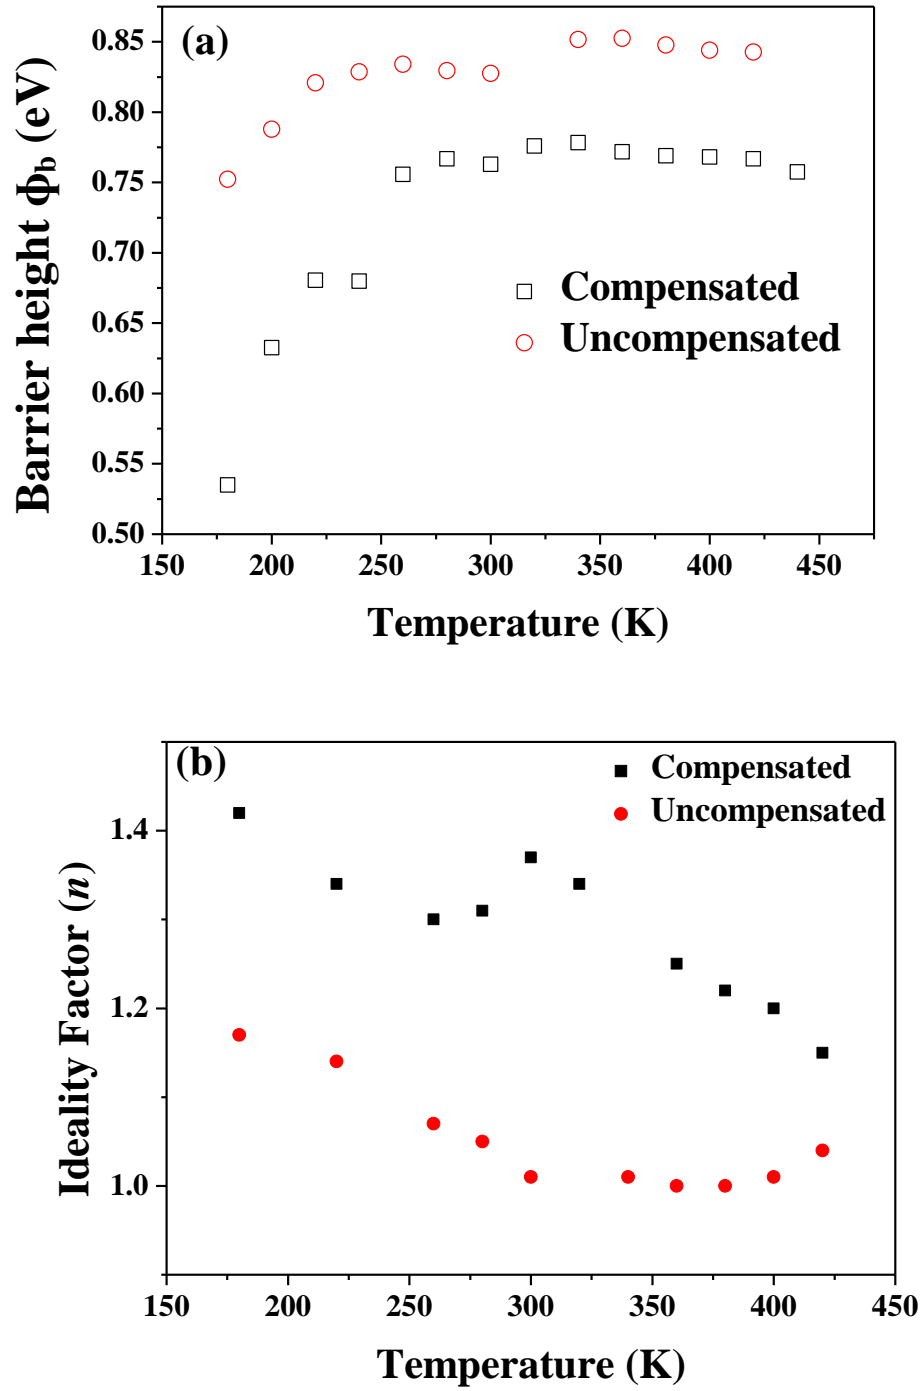 (a)
Barrier height ϕb (eV)
0.85
0.80
0.75
0.70
0.65
0.60
0.55
0.50
Compensated
Uncompensated
150 200 250 300 350 400 450
Temperature (K)
(b)
Ideality Factor (n)
Compensated
Uncompensated
1.4
1.2
1.0
150 200 250 300 350 400 450
Temperature (K)